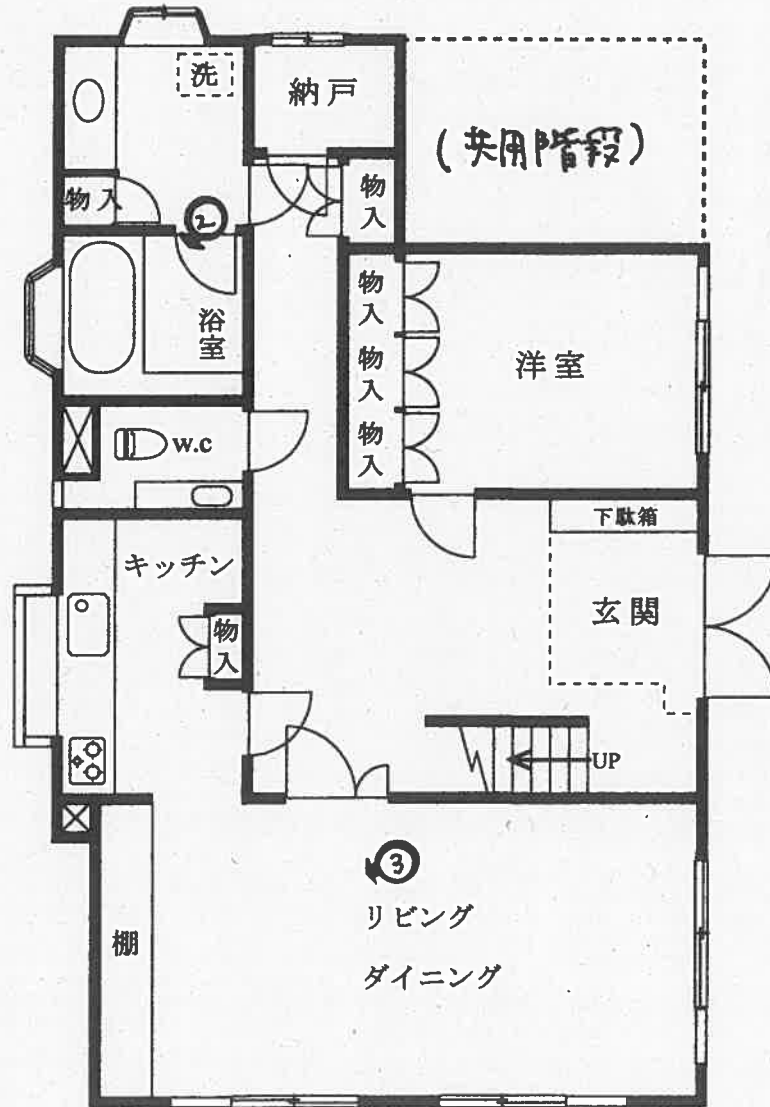 洗
納戸
(共用階段)
物入
物入
②
物入
浴室
洋室
物入
物入
W.C
下駄箱
キッチン
玄関
物入
UP
③
リビング
棚
ダイニング